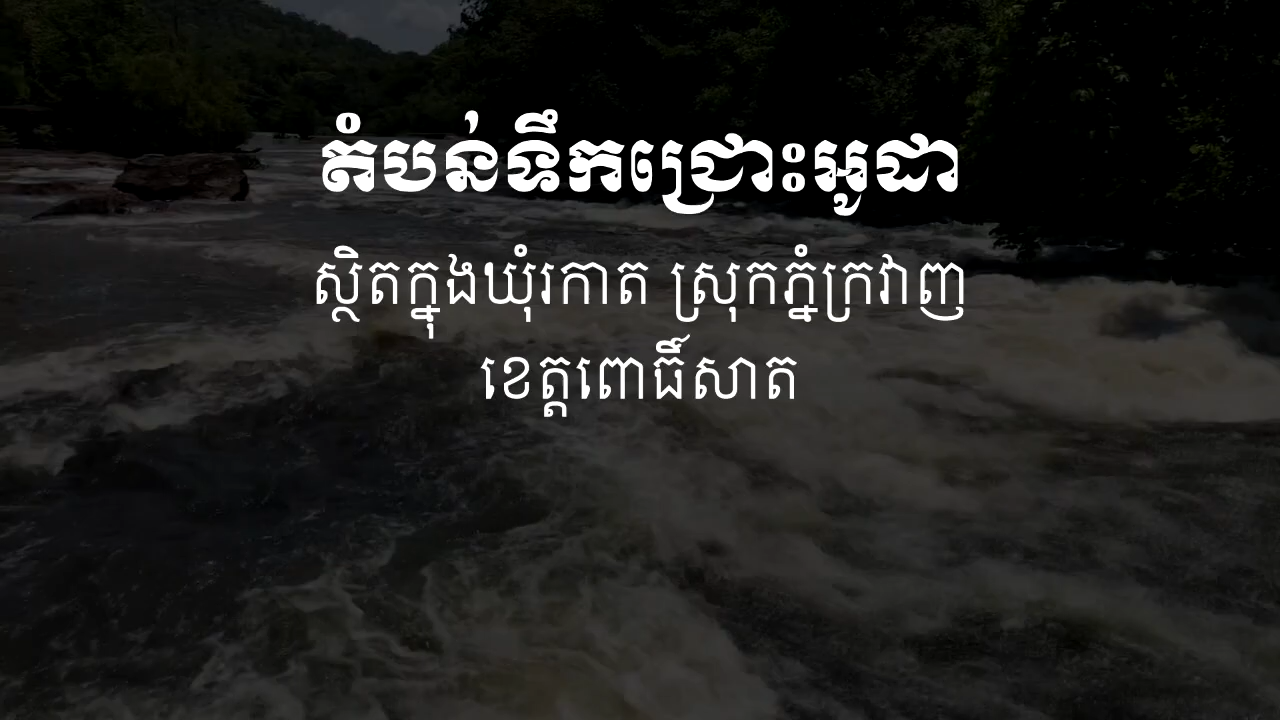 តំបន់ទឹកជ្រោះអូដា
ស្ថិតក្នុងឃុំរកាត ស្រុកភ្នំក្រវាញ
ខេត្តពោធិ៍សាត